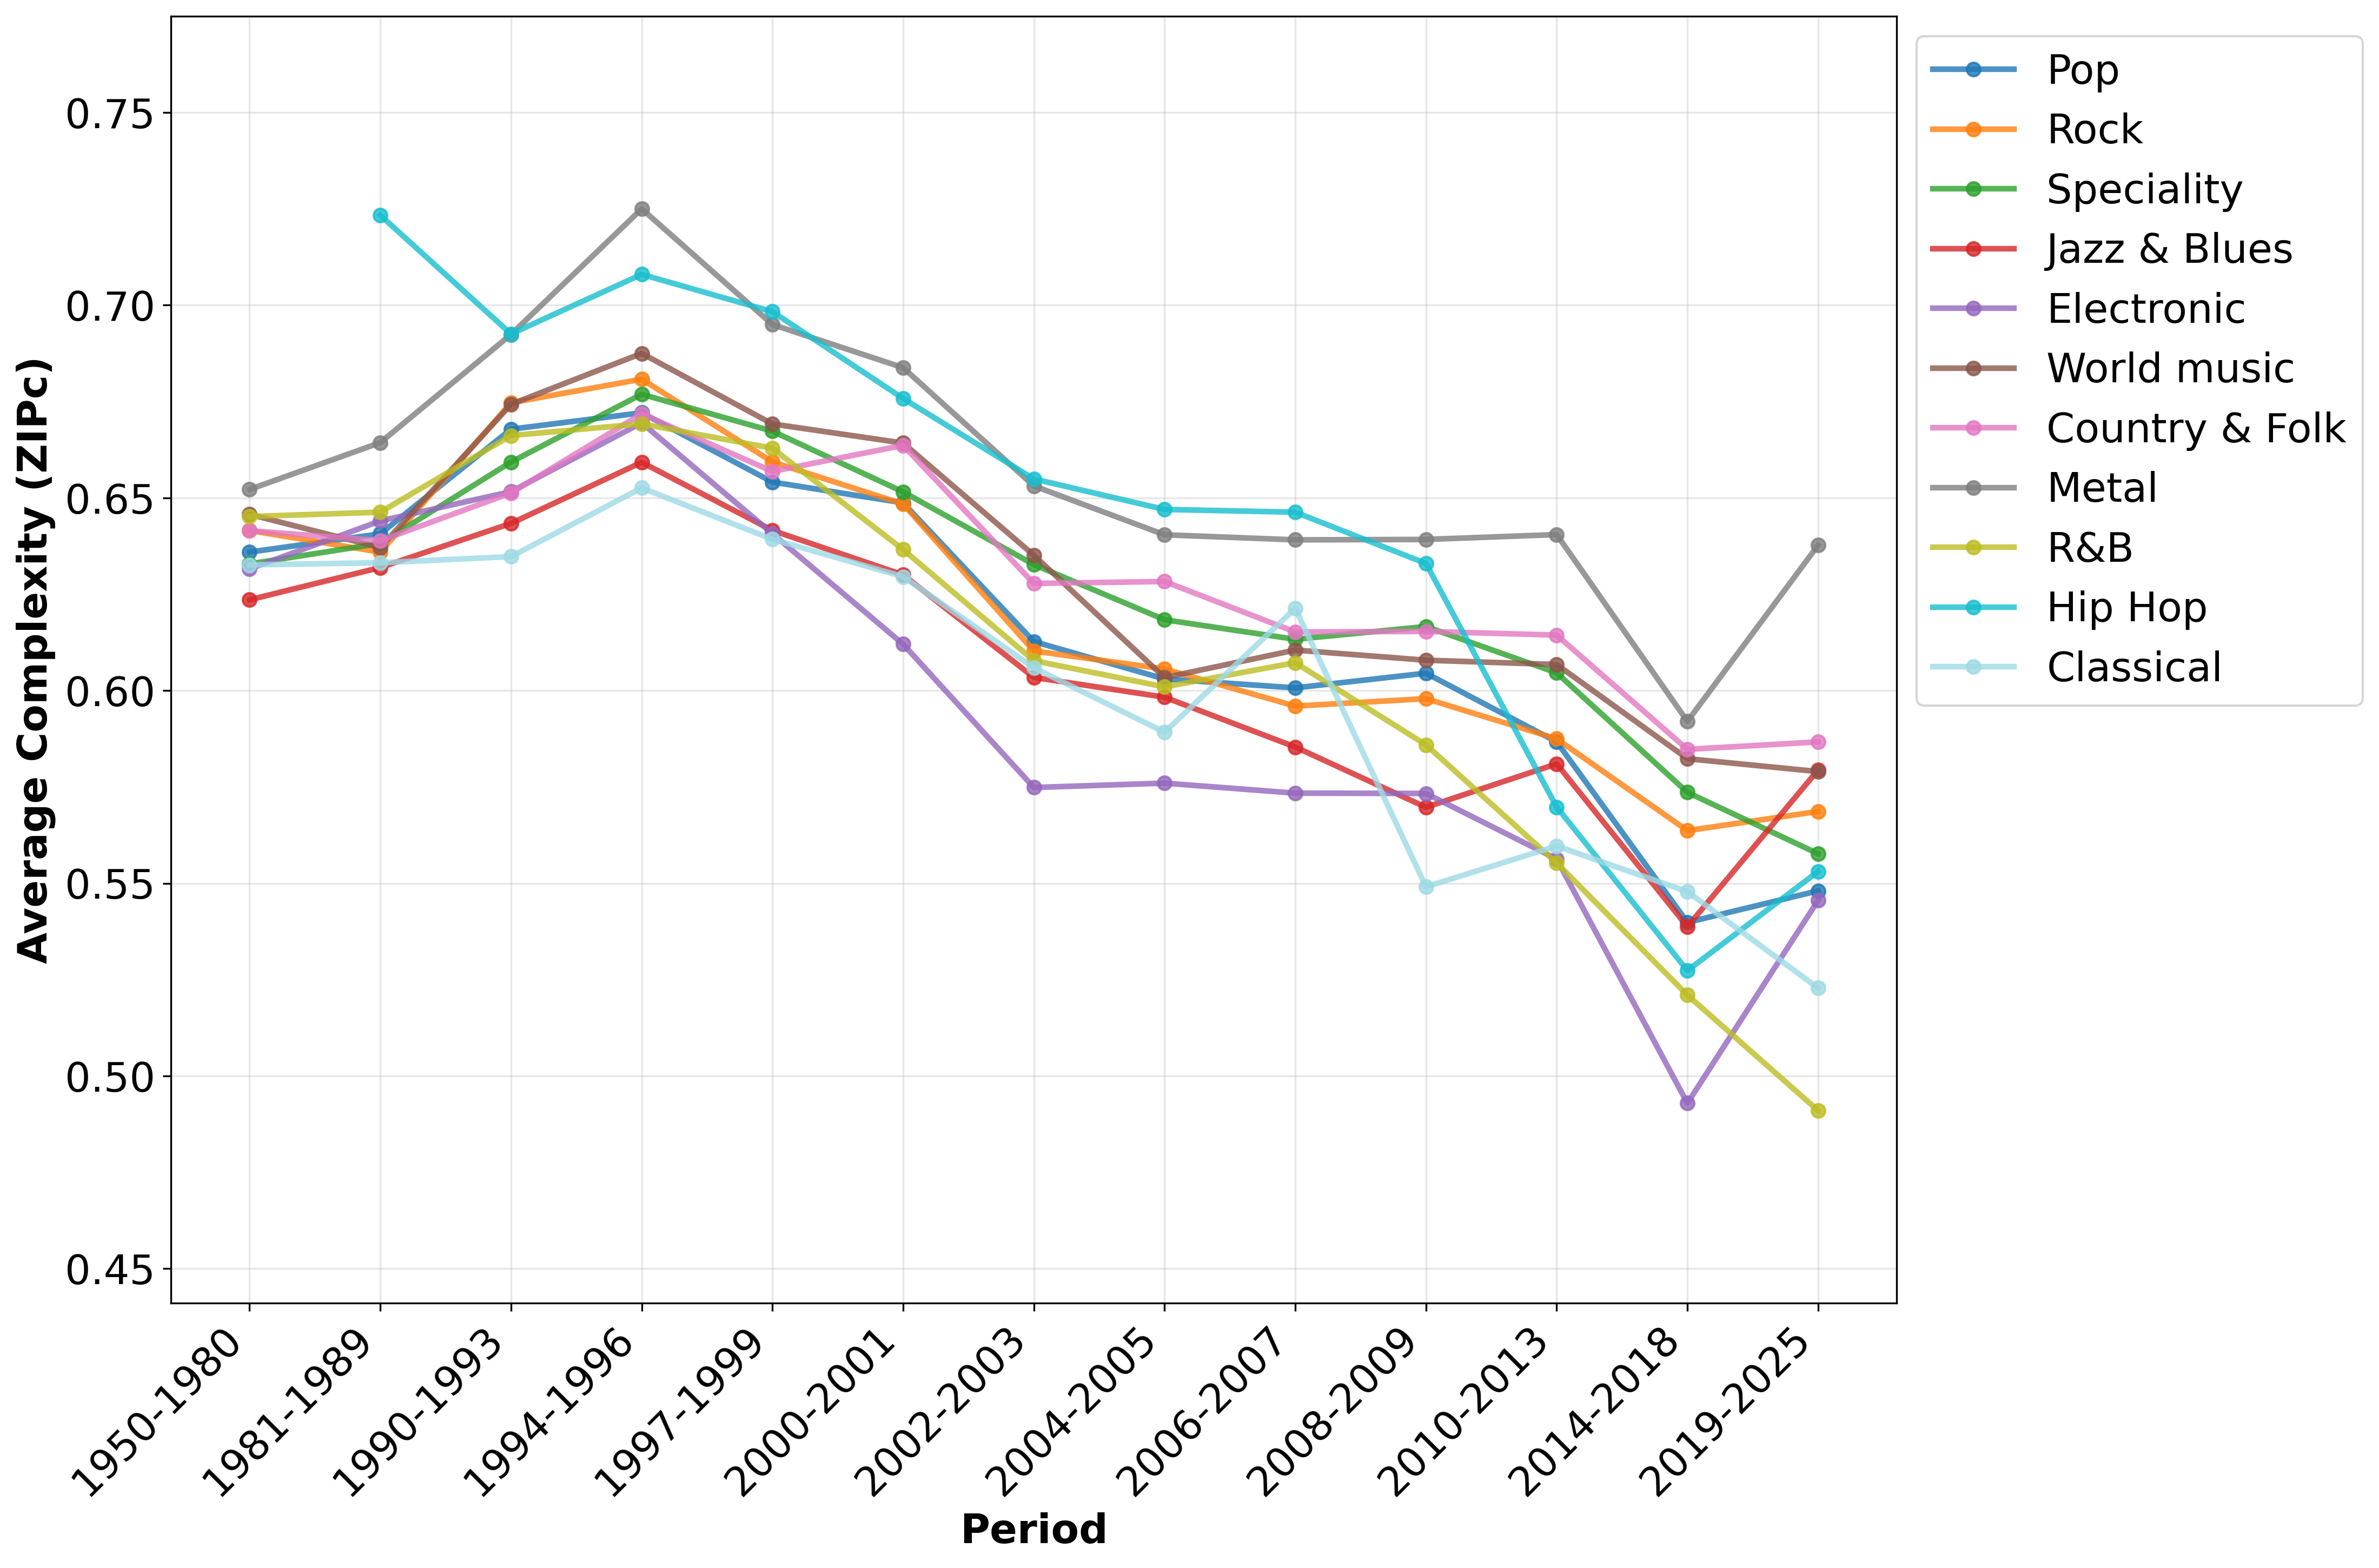 Average Complexity (ZIPc)
0.75
0.70
0.65
0.60
0.55
0.50
0.45
1950-1980
1981-1989
1990-1993
1994-1996
1997-1999
2000-2001
2002-2003
2004-2005
2006-2007
2008-2009
2010-2013
2014-2018
2019-2025
Period
Pop
Rock
Speciality
Jazz & Blues
Electronic
World music
Country & Folk
Metal
R&B
Hip Hop
Classical